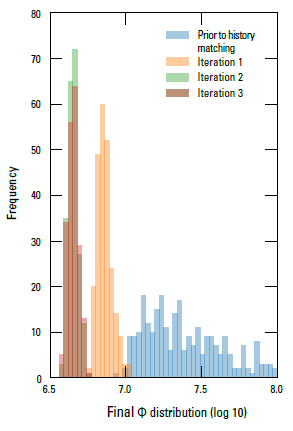 80
70
60
50
40
30
20
10
0
Frequency
Prior to history
matching
Iteration 1
Iteration 2
Iteration 3
6.5 7.0 7.5 8.0
Final Φ distribution (log 10)